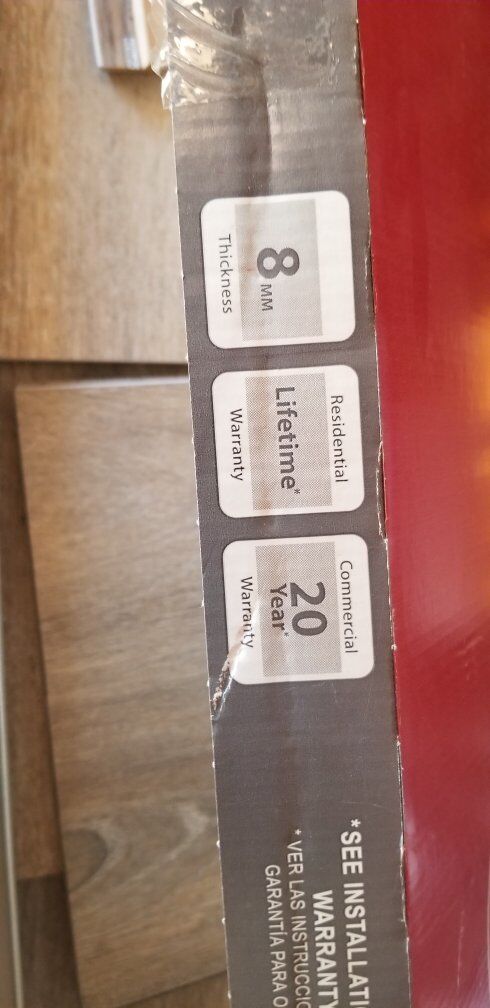 8 MM
Thickness
Residential
Lifetime*
Warranty
Commercial
20
Year*
Warranty
*SEE INSTALLATI
WARRANTY
* VER LAS INSTRUCCIO
GARANTÍA PARA O